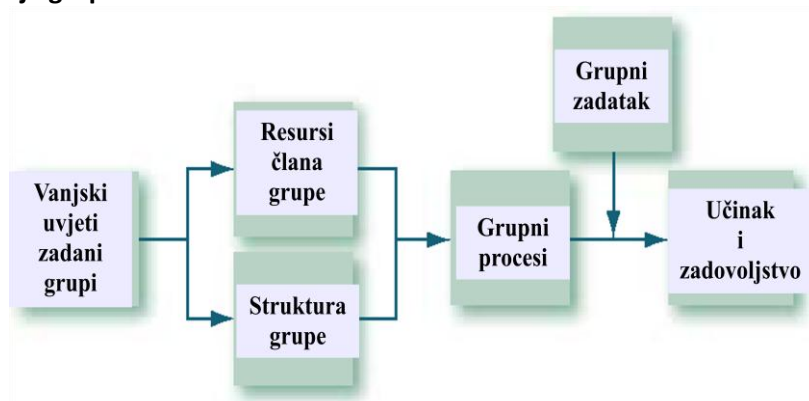 Vanjski
uvjeti
zadani
grupi
Resursi
člana
grupe
Struktura
grupe
Grupni
procesi
Grupni
zadatak
Učinak
i
zadovoljstvo